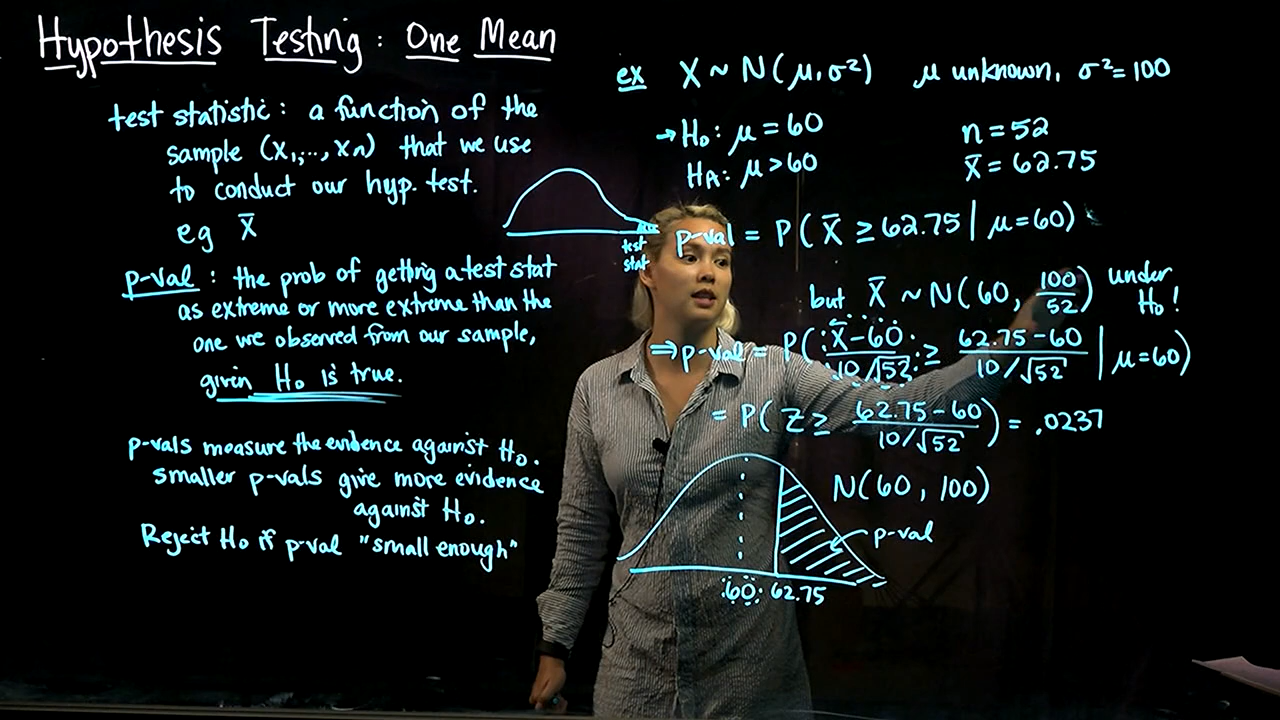 Hypothesis Testing: One Mean
test statistic: a function of the
sample (X1,...,Xn) that we use
to conduct our hyp. test.
eg X̄
test
stat
p-val: the prob of getting a test stat
as extreme or more extreme than the
one we observed from our sample,
given H0 is true.
p-vals measure the evidence against H0.
smaller p-vals give more evidence
against H0.
Reject H0 if p-val "small enough"
ex X ~ N(μ,σ²) μ unknown, σ²=100
→H0: μ=60 n=52
HA: μ>60 x̄=62.75
p-val = P(X̄ ≥ 62.75 | μ=60)
but X̄ ~ N(60, 100/52) under H0!
⇒ p-val = P((X̄-60)/(10/√52) ≥ (62.75-60)/(10/√52) | μ=60)
= P(Z ≥ (62.75-60)/(10/√52)) = .0237
N(60, 100)
p-val
60 62.75